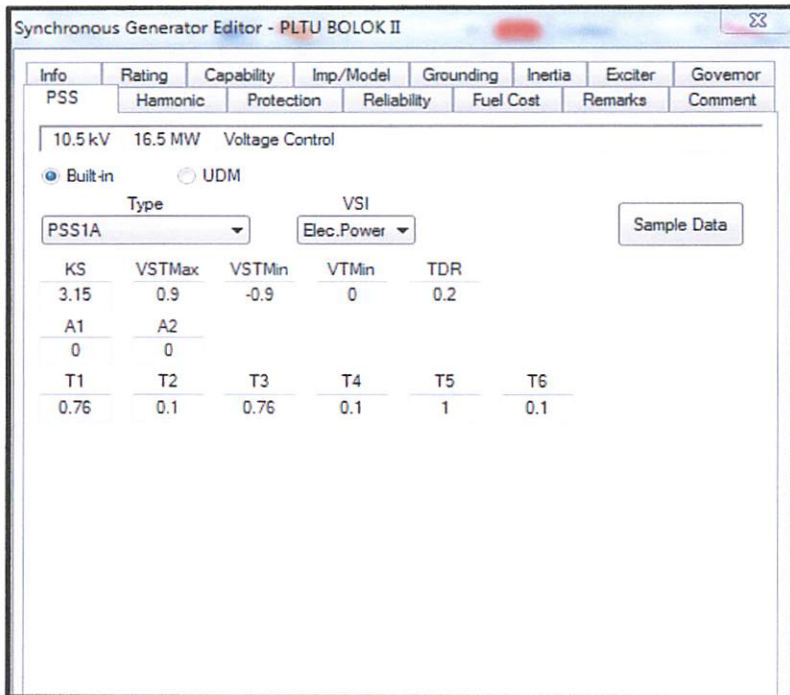 Synchronous Generator Editor - PLTU BOLOK II
Info Rating Capability Imp/Model Grounding Inertia Exciter Governor
PSS Harmonic Protection Reliability Fuel Cost Remarks Comment
10.5 kV 16.5 MW Voltage Control
Built-in UDM
Type VSI
PSS1A Elec.Power Sample Data
KS VSTMax VSTMin VTMin TDR
3.15 0.9 -0.9 0 0.2
A1 A2
0 0
T1 T2 T3 T4 T5 T6
0.76 0.1 0.76 0.1 1 0.1